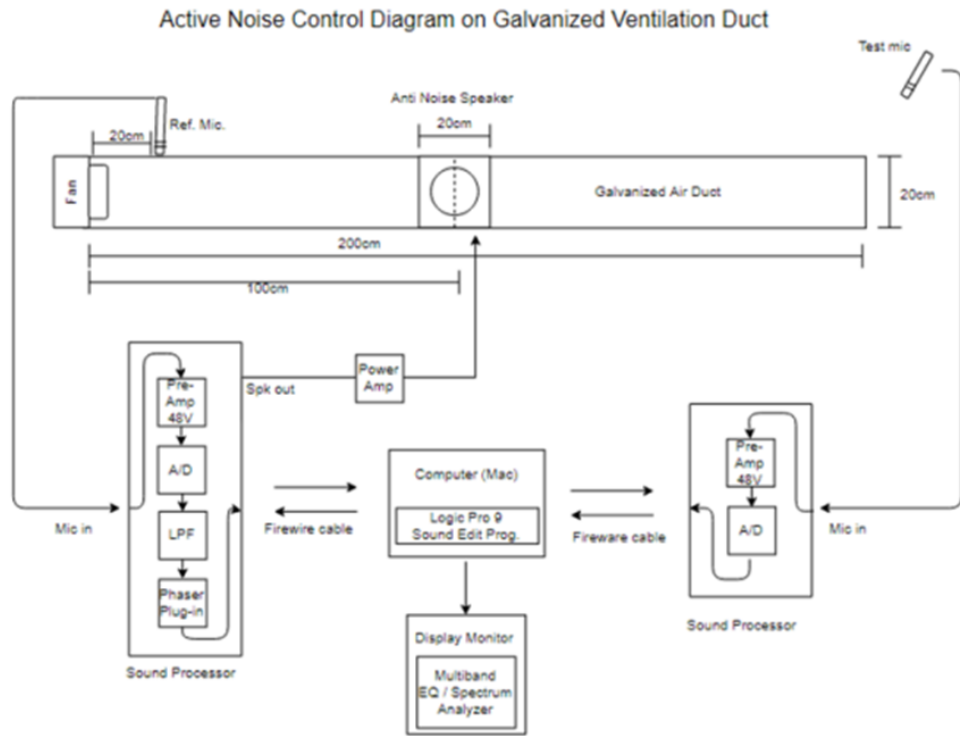 Active Noise Control Diagram on Galvanized Ventilation Duct
Test mic
Anti Noise Speaker
Ref. Mic.
20cm
20cm
Fan
Galvanized Air Duct
20cm
200cm
100cm
Spk out
Power
Amp
Pre-
Amp
48V
A/D
LPF
Phaser
Plug-in
Mic in
Sound Processor
Firewire cable
Computer (Mac)
Logic Pro 9
Sound Edit Prog.
Fireware cable
Display Monitor
Multiband
EQ / Spectrum
Analyzer
Pre-
Amp
48V
A/D
Mic in
Sound Processor